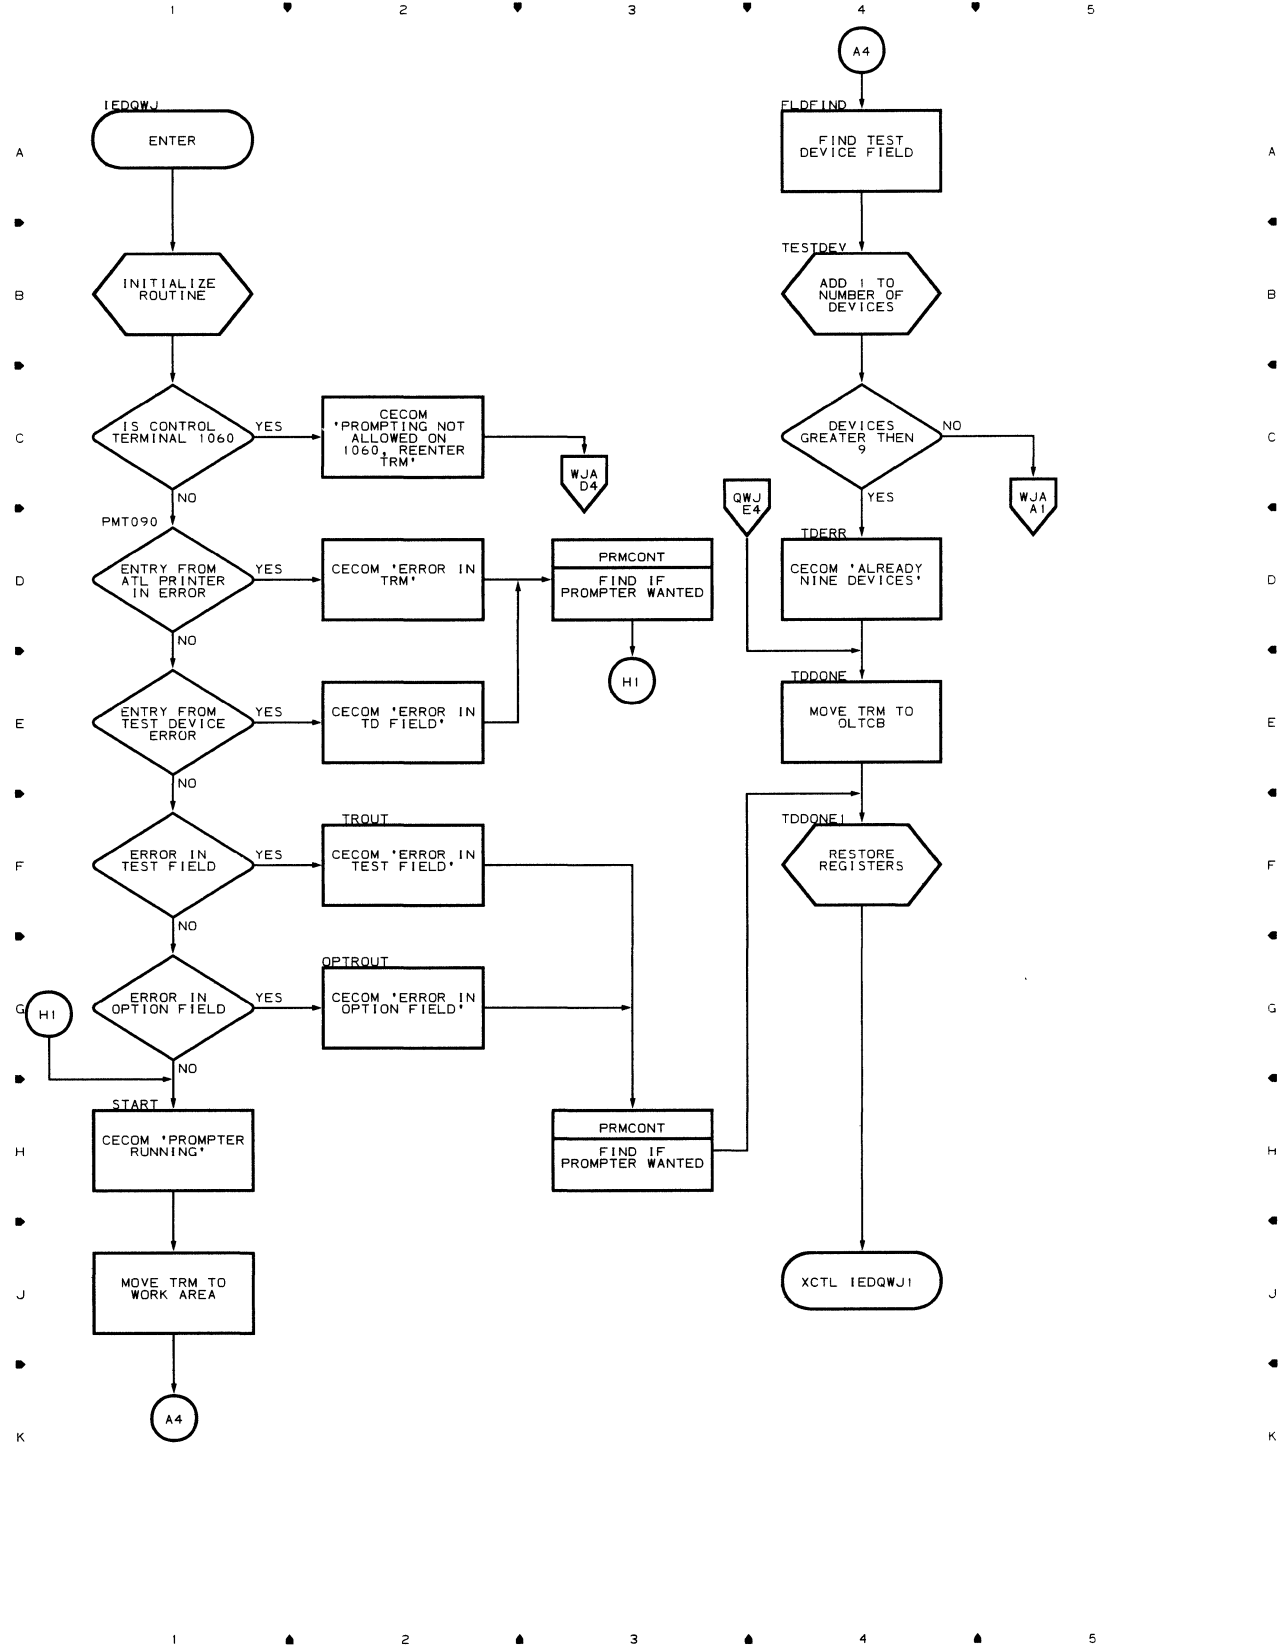 1 2 3 4 5
A4
IEDQWJ
ENTER
FLDFIND
FIND TEST
DEVICE FIELD
A
A
INITIALIZE
ROUTINE
TESTDEV
ADD 1 TO
NUMBER OF
DEVICES
B
B
IS CONTROL
TERMINAL 1060
YES
NO
CECOM
'PROMPTING NOT
ALLOWED ON
1060, REENTER
TRM'
WJA
D4
DEVICES
GREATER THEN
9
NO
YES
WJA
A1
C
C
QWJ
E4
PMT090
ENTRY FROM
ATL PRINTER
IN ERROR
YES
NO
CECOM 'ERROR IN
TRM'
PRMCONT
FIND IF
PROMPTER WANTED
H1
TDERR
CECOM 'ALREADY
NINE DEVICES'
D
D
ENTRY FROM
TEST DEVICE
ERROR
YES
NO
CECOM 'ERROR IN
TD FIELD'
TDDONE
MOVE TRM TO
OLTCB
E
E
ERROR IN
TEST FIELD
YES
NO
TROUT
CECOM 'ERROR IN
TEST FIELD'
TDDONE1
RESTORE
REGISTERS
F
F
G
H1
ERROR IN
OPTION FIELD
YES
NO
OPTROUT
CECOM 'ERROR IN
OPTION FIELD'
G
START
CECOM 'PROMPTER
RUNNING'
PRMCONT
FIND IF
PROMPTER WANTED
H
H
MOVE TRM TO
WORK AREA
XCTL IEDQWJ1
J
J
A4
K
K
1 2 3 4 5